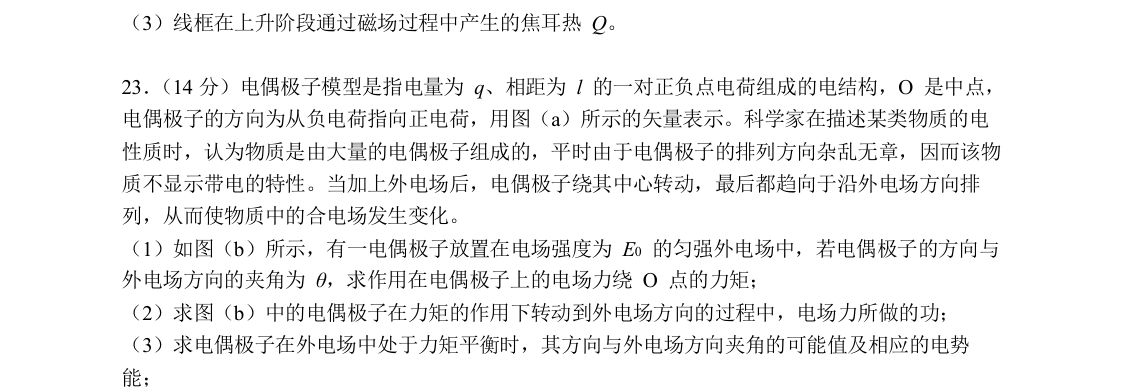 （3）线框在上升阶段通过磁场过程中产生的焦耳热 Q。
23．（14 分）电偶极子模型是指电量为 q、相距为 l 的一对正负点电荷组成的电结构，O 是中点，
电偶极子的方向为从负电荷指向正电荷，用图（a）所示的矢量表示。科学家在描述某类物质的电
性质时，认为物质是由大量的电偶极子组成的，平时由于电偶极子的排列方向杂乱无章，因而该物
质不显示带电的特性。当加上外电场后，电偶极子绕其中心转动，最后都趋向于沿外电场方向排
列，从而使物质中的合电场发生变化。
（1）如图（b）所示，有一电偶极子放置在电场强度为 E0 的匀强外电场中，若电偶极子的方向与
外电场方向的夹角为 θ，求作用在电偶极子上的电场力绕 O 点的力矩；
（2）求图（b）中的电偶极子在力矩的作用下转动到外电场方向的过程中，电场力所做的功；
（3）求电偶极子在外电场中处于力矩平衡时，其方向与外电场方向夹角的可能值及相应的电势
能；